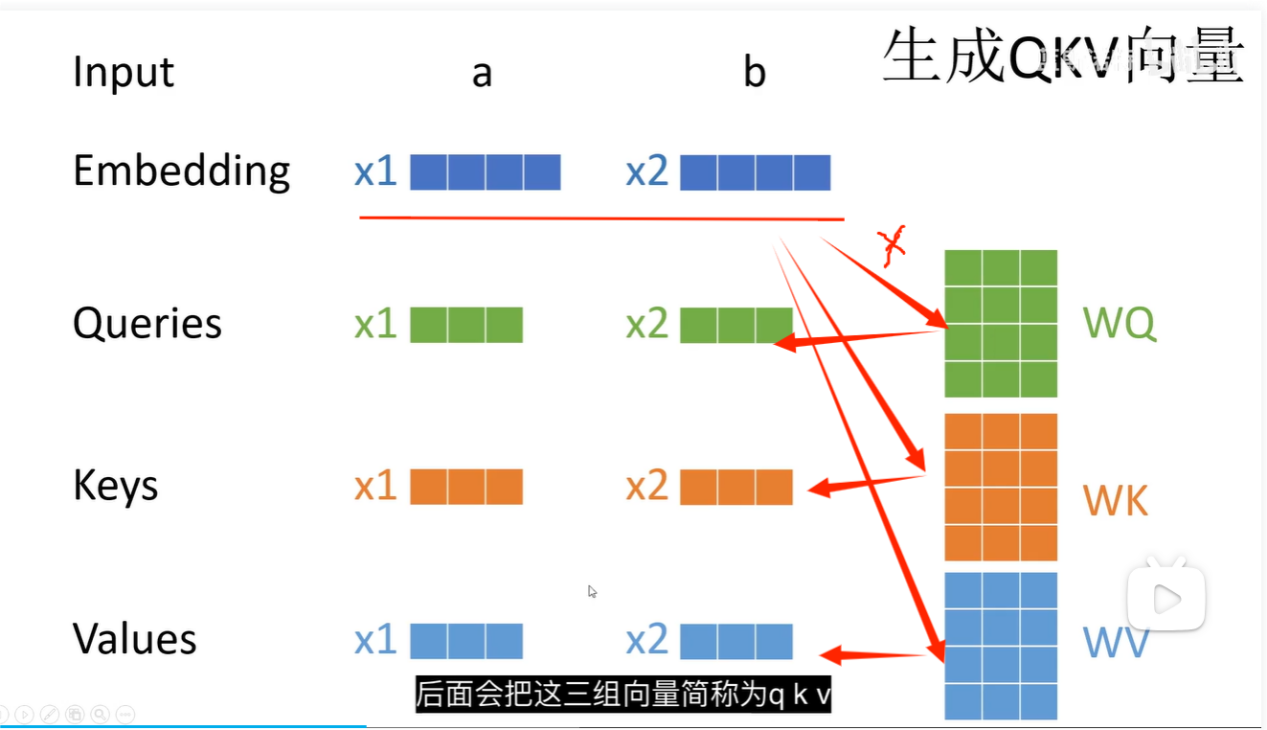 生成QKV向量
Input a b
Embedding x1 x2
Queries x1 x2 WQ
Keys x1 x2 WK
Values x1 x2 WV
后面会把这三组向量简称为q k v